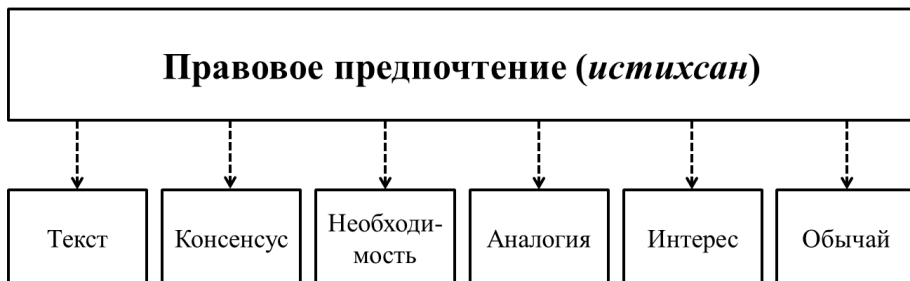 Правовое предпочтение (истихсан)
Текст
Консенсус
Необходи-
мость
Аналогия
Интерес
Обычай